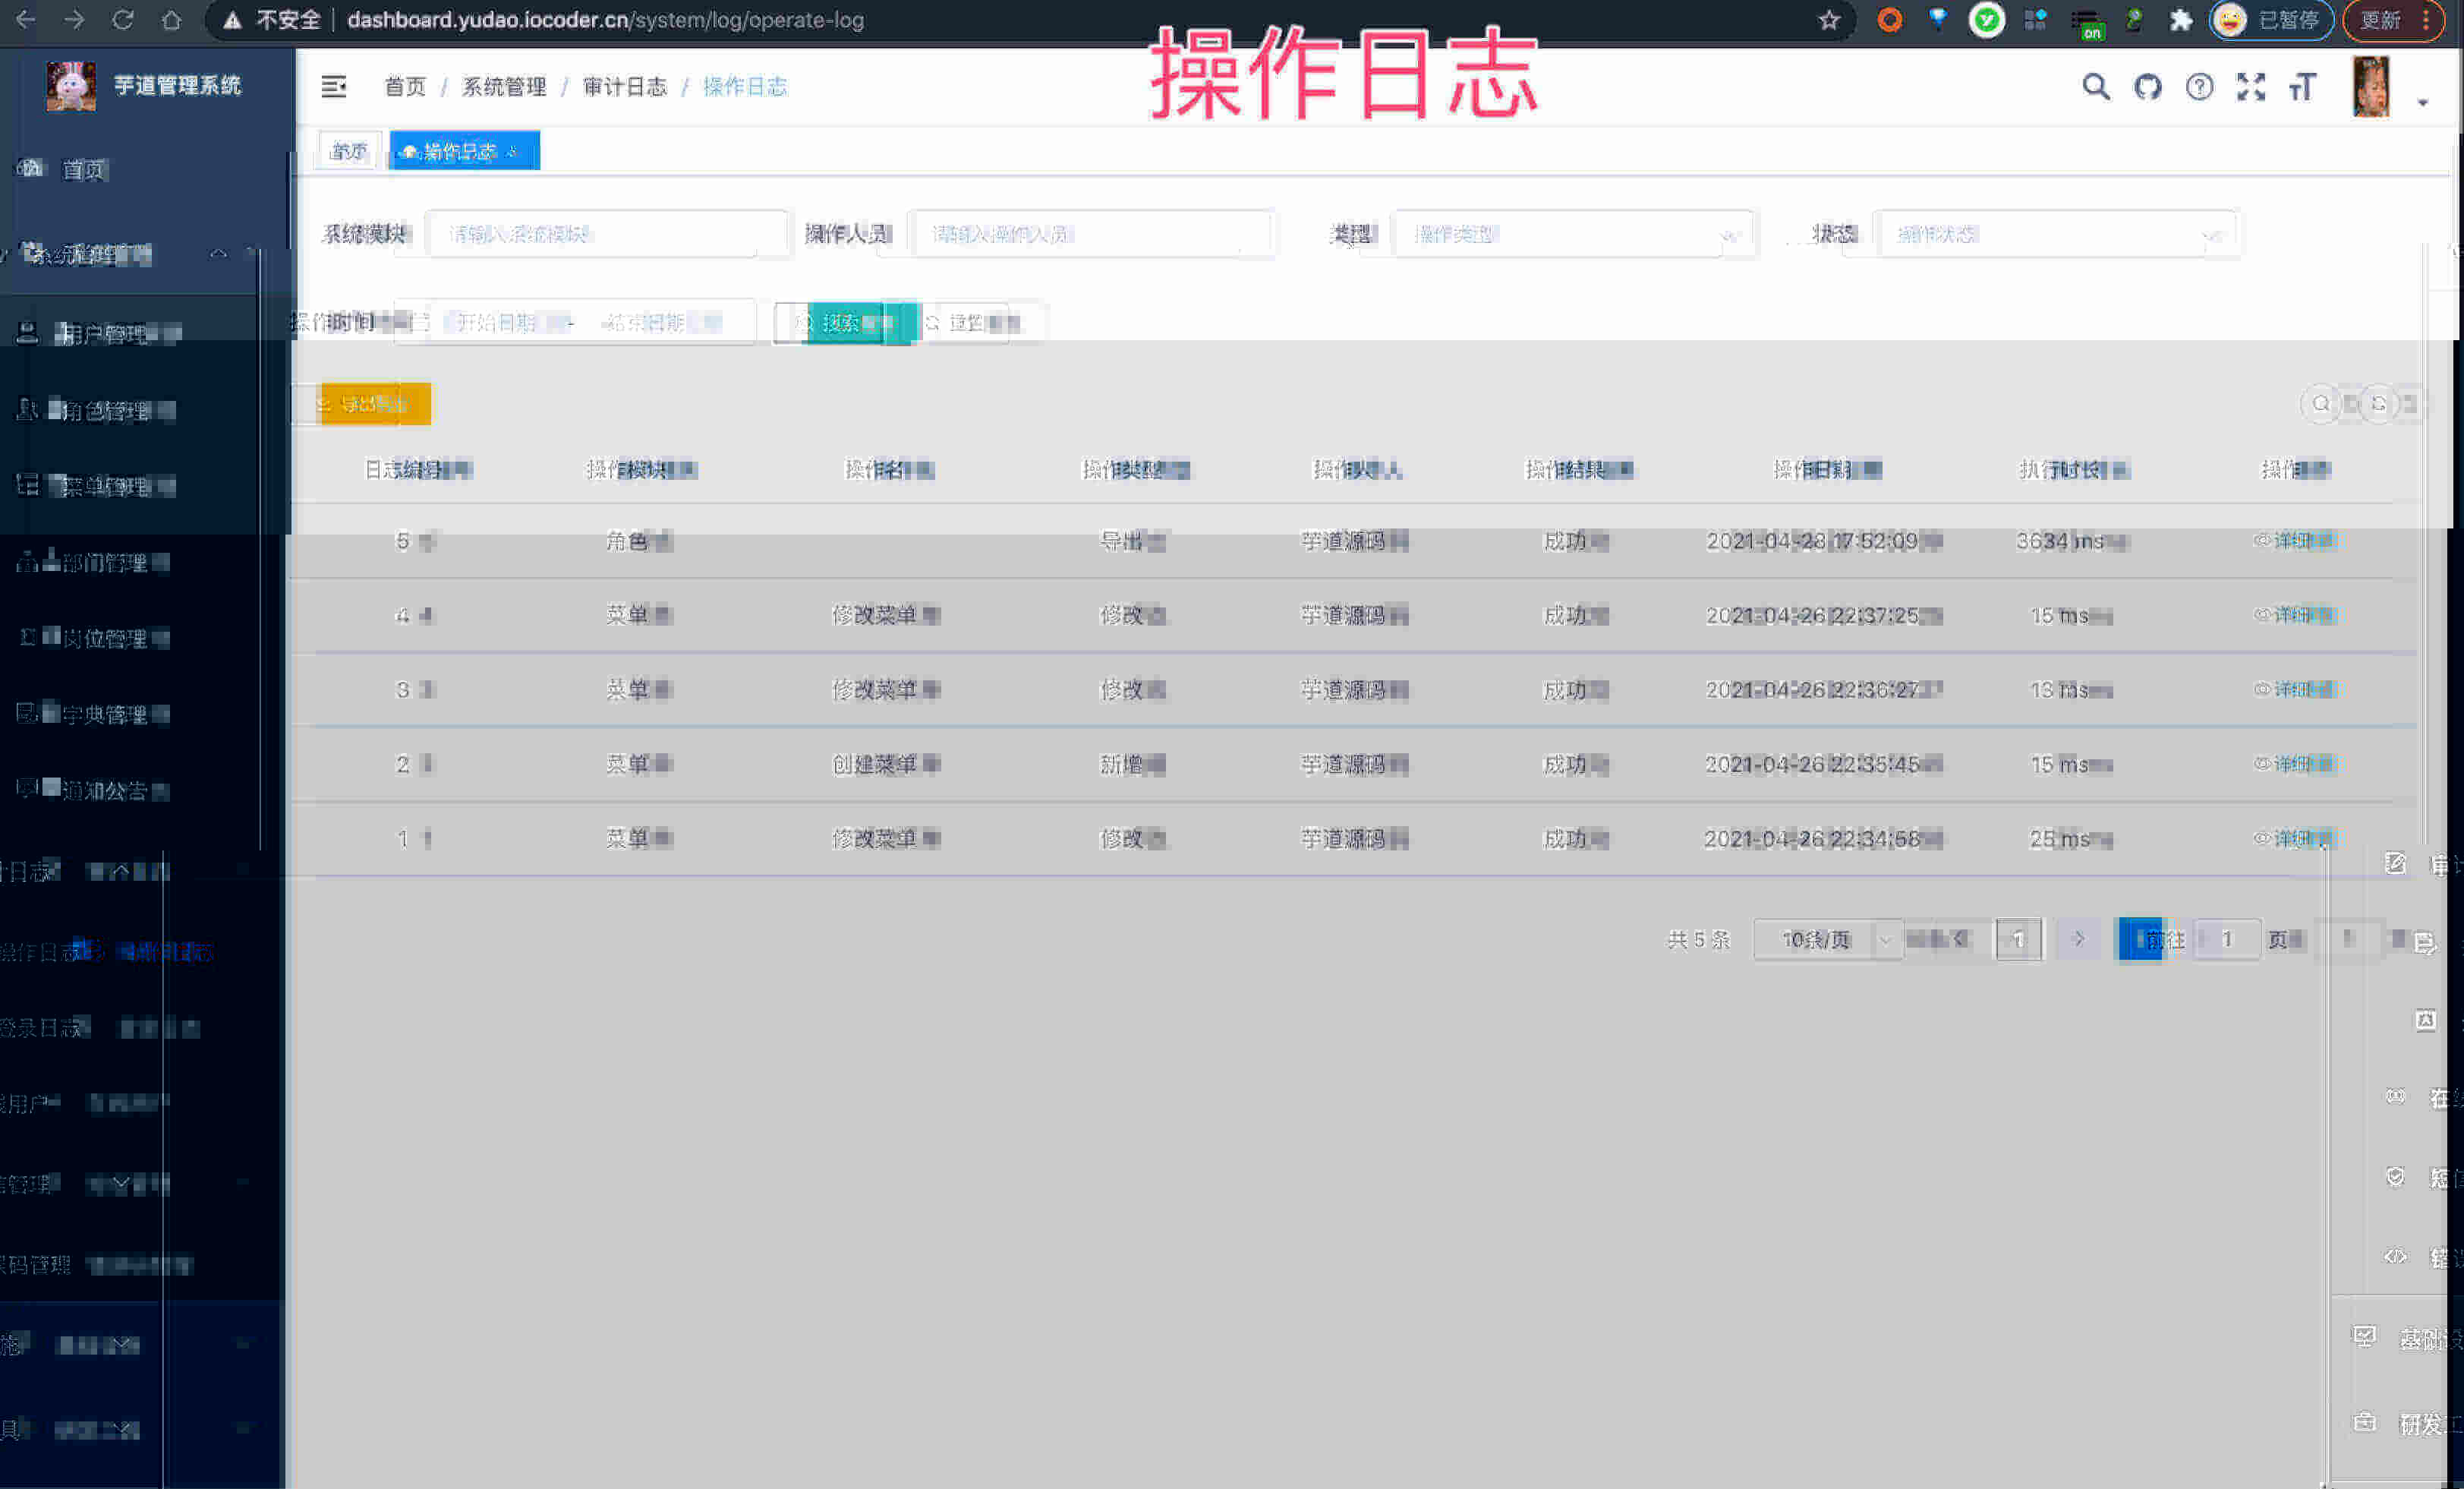 不安全 dashboard.yudao.iocoder.cn/system/log/operate-log
on
已暂停
更新
操作日志
芋道管理系统
首页 / 系统管理 / 审计日志 / 操作日志
首页
操作日志
首页
系统管理
用户管理
角色管理
菜单管理
部门管理
岗位管理
字典管理
通知公告
系统模块 请输入系统模块
操作人员 请输入操作人员
类型 操作类型
状态 操作状态
操作时间 开始日期 - 结束日期
搜索
重置
导出
日志编号 操作模块 操作名 操作类型 操作人 操作结果 操作日期 执行时长 操作
5 角色 导出 芋道源码 成功 2021-04-28 17:52:09 3634 ms 详细
4 菜单 修改菜单 修改 芋道源码 成功 2021-04-26 22:37:25 15 ms 详细
3 菜单 修改菜单 修改 芋道源码 成功 2021-04-26 22:36:27 13 ms 详细
2 菜单 创建菜单 新增 芋道源码 成功 2021-04-26 22:35:45 15 ms 详细
1 菜单 修改菜单 修改 芋道源码 成功 2021-04-26 22:34:58 25 ms 详细
共 5 条 10条/页 1 前往 1 页
日志
操作日志
登录日志
用户
管理
码管理
施
具
审计
在线
短信
错误
基础设
研发工